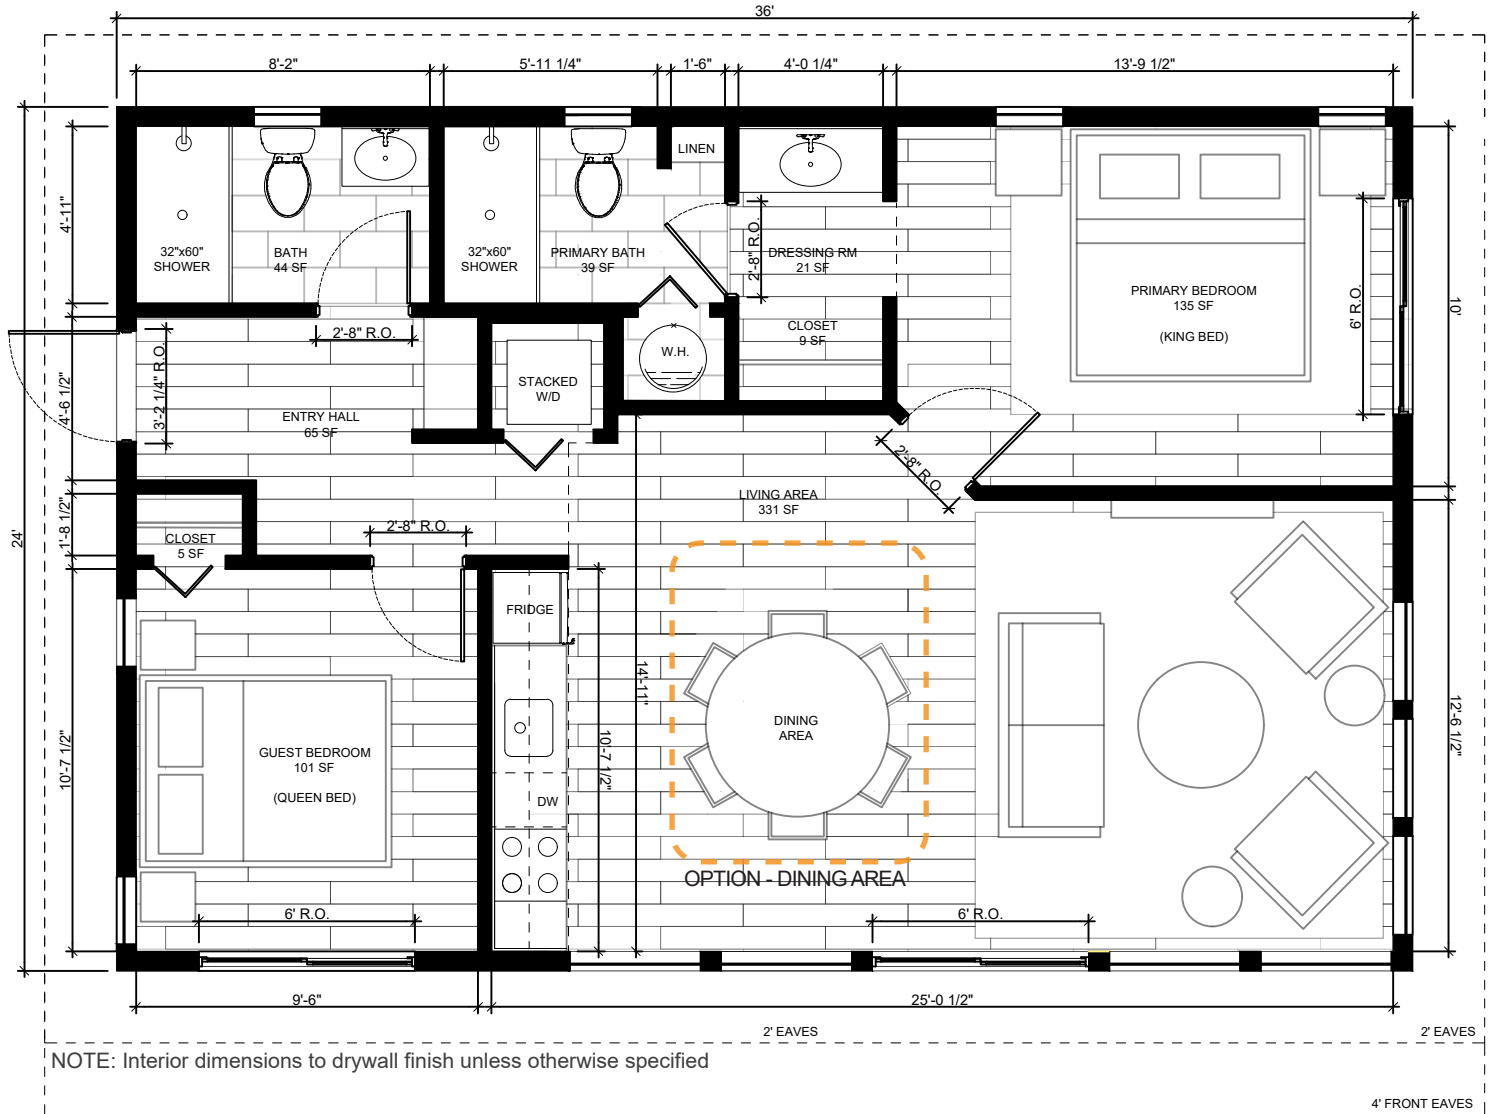 36'
8'-2"
5'-11 1/4"
1'-6"
4'-0 1/4"
13'-9 1/2"
LINEN
4'-11"
32"x60"
SHOWER
BATH
44 SF
32"x60"
SHOWER
PRIMARY BATH
39 SF
2'-8" R.O.
DRESSING RM
21 SF
PRIMARY BEDROOM
135 SF
(KING BED)
6' R.O.
10'
2'-8" R.O.
CLOSET
9 SF
W.H.
3'-2 1/4" R.O.
4'-6 1/2"
STACKED
W/D
ENTRY HALL
65 SF
2'-8" R.O.
LIVING AREA
331 SF
1'-8 1/2"
24'
CLOSET
5 SF
2'-8" R.O.
FRIDGE
14'-11"
12'-6 1/2"
DINING
AREA
10'-7 1/2"
GUEST BEDROOM
101 SF
(QUEEN BED)
10'-7 1/2"
DW
OPTION - DINING AREA
6' R.O.
6' R.O.
9'-6"
25'-0 1/2"
2' EAVES
2' EAVES
NOTE: Interior dimensions to drywall finish unless otherwise specified
4' FRONT EAVES